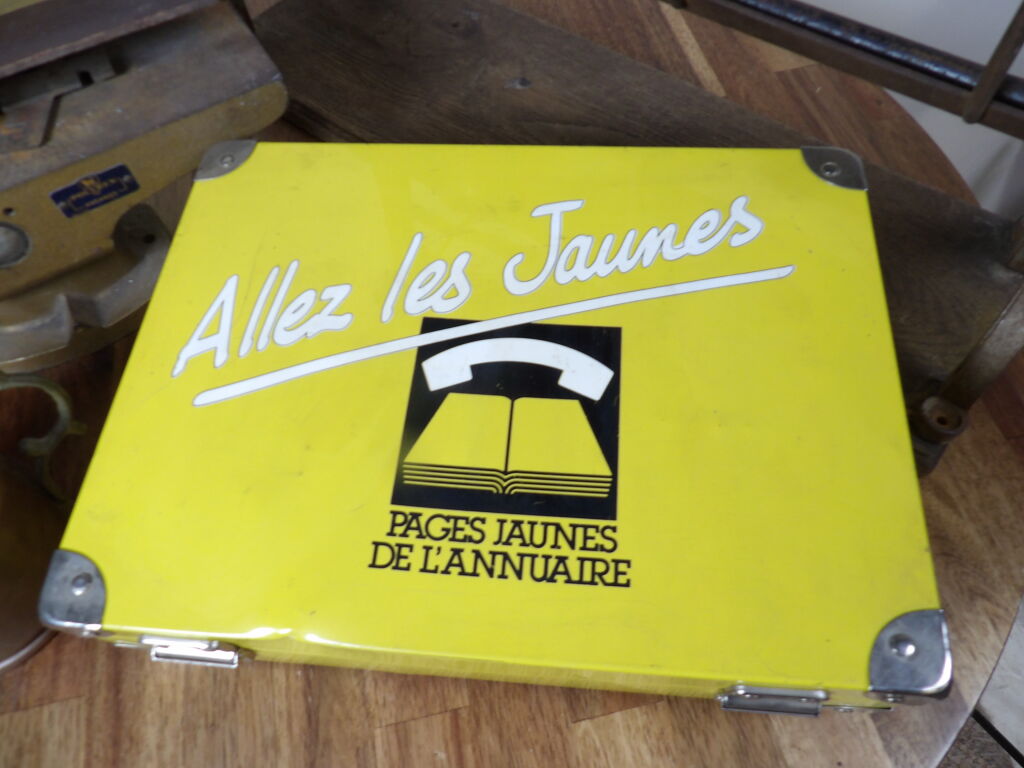 Allez les Jaunes
PAGES JAUNES
DE L'ANNUAIRE